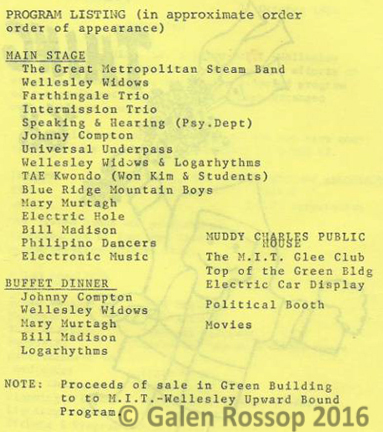 PROGRAM LISTING (in approximate order
order of appearance)
MAIN STAGE
The Great Metropolitan Steam Band
Wellesley Widows
Farthingale Trio
Intermission Trio
Speaking & Hearing (Psy.Dept)
Johnny Compton
Universal Underpass
Wellesley Widows & Logarhythms
TAE Kwondo (Won Kim & Students)
Blue Ridge Mountain Boys
Mary Murtagh
Electric Hole
Bill Madison
Philipino Dancers
Electronic Music
MUDDY CHARLES PUBLIC
HOUSE
The M.I.T. Glee Club
Top of the Green Bldg
Electric Car Display
Political Booth
Movies
BUFFET DINNER
Johnny Compton
Wellesley Widows
Mary Murtagh
Bill Madison
Logarhythms
NOTE: Proceeds of sale in Green Building
to to M.I.T.-Wellesley Upward Bound
Program.
© Galen Rossop 2016